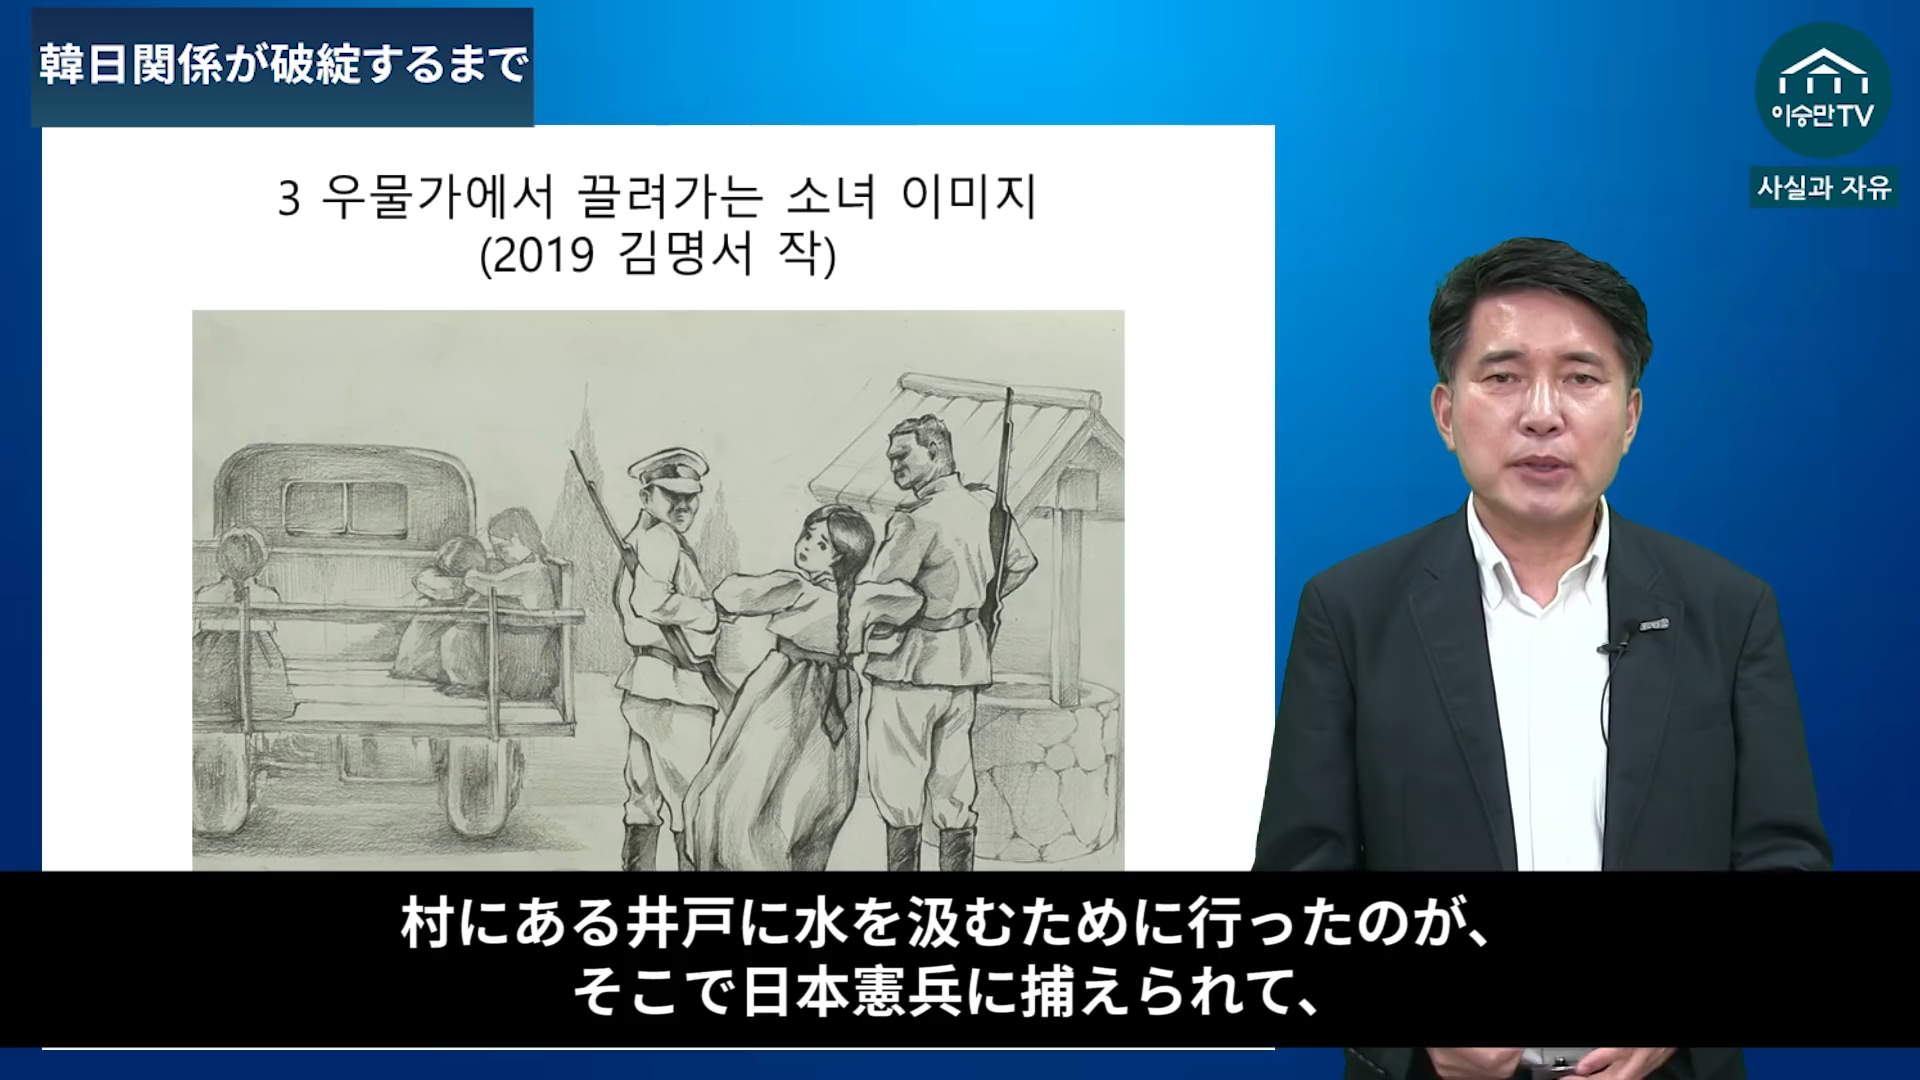 韓日関係が破綻するまで
이승만TV
사실과 자유
3 우물가에서 끌려가는 소녀 이미지
(2019 김명서 작)
村にある井戸に水を汲むために行ったのが、
そこで日本憲兵に捕えられて、